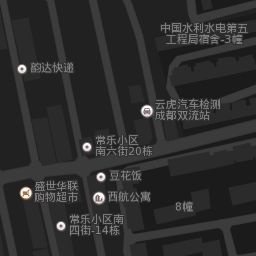 中国水利水电第五
工程局宿舍-3幢
韵达快递
云虎汽车检测
成都双流站
常乐小区
南六街20栋
豆花饭
盛世华联
购物超市
西航公寓
8幢
常乐小区南
四街-14栋